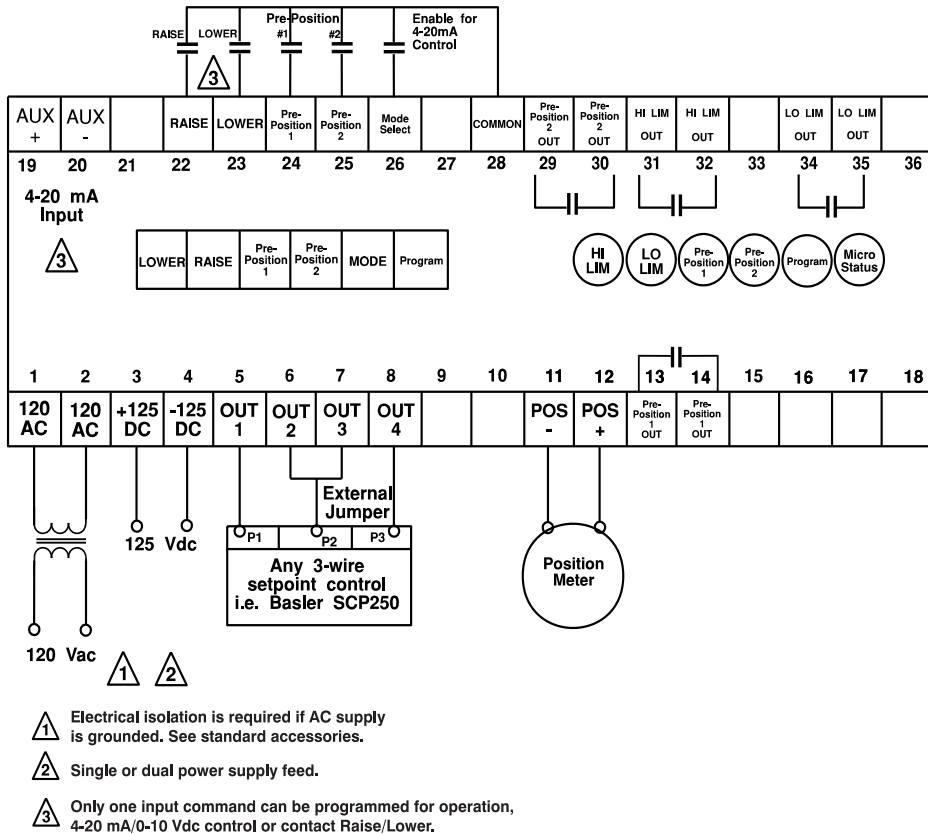 Pre-Position
Enable for
4-20mA
Control
RAISE LOWER #1 #2
3
AUX + AUX - RAISE LOWER Pre-Position 1 Pre-Position 2 Mode Select COMMON Pre-Position 2 OUT Pre-Position 2 OUT HI LIM OUT HI LIM OUT LO LIM OUT LO LIM OUT
19 20 21 22 23 24 25 26 27 28 29 30 31 32 33 34 35 36
4-20 mA
Input
3
LOWER RAISE Pre-Position 1 Pre-Position 2 MODE Program
HI LIM LO LIM Pre-Position 1 Pre-Position 2 Program Micro Status
1 2 3 4 5 6 7 8 9 10 11 12 13 14 15 16 17 18
120 AC 120 AC +125 DC -125 DC OUT 1 OUT 2 OUT 3 OUT 4 POS - POS + Pre-Position 1 OUT Pre-Position 1 OUT
External
Jumper
125 Vdc
P1 P2 P3
Any 3-wire
setpoint control
i.e. Basler SCP250
Position
Meter
120 Vac
1 2
1 Electrical isolation is required if AC supply
is grounded. See standard accessories.
2 Single or dual power supply feed.
3 Only one input command can be programmed for operation,
4-20 mA/0-10 Vdc control or contact Raise/Lower.